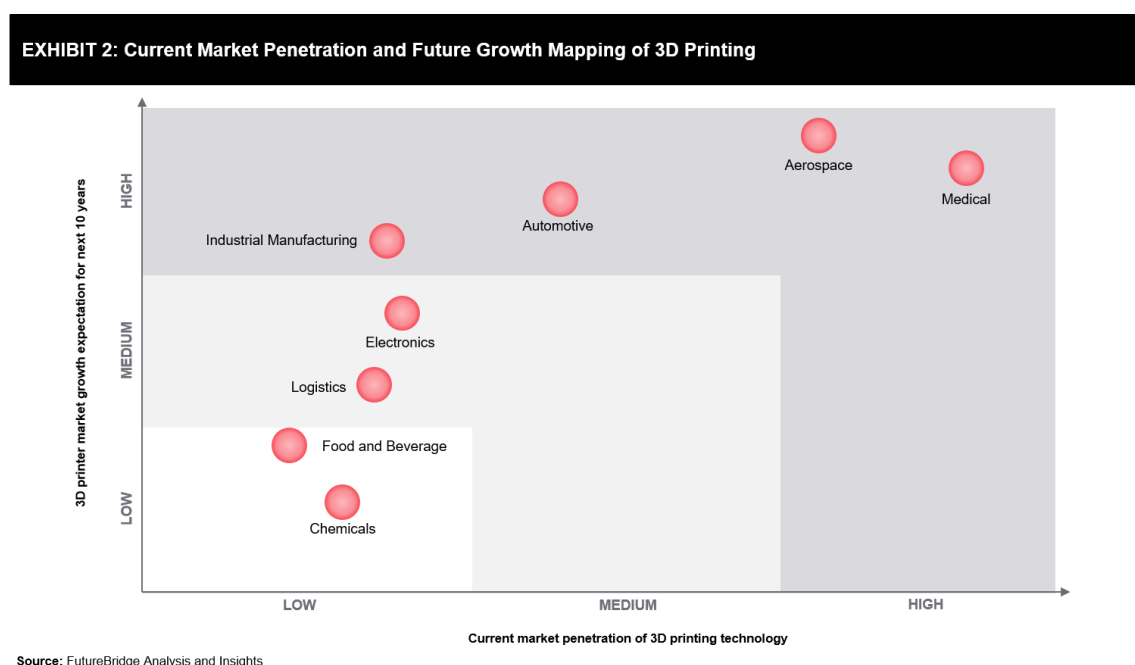 EXHIBIT 2: Current Market Penetration and Future Growth Mapping of 3D Printing
3D printer market growth expectation for next 10 years
HIGH
MEDIUM
LOW
Aerospace
Medical
Automotive
Industrial Manufacturing
Electronics
Logistics
Food and Beverage
Chemicals
LOW
MEDIUM
HIGH
Current market penetration of 3D printing technology
Source: FutureBridge Analysis and Insights